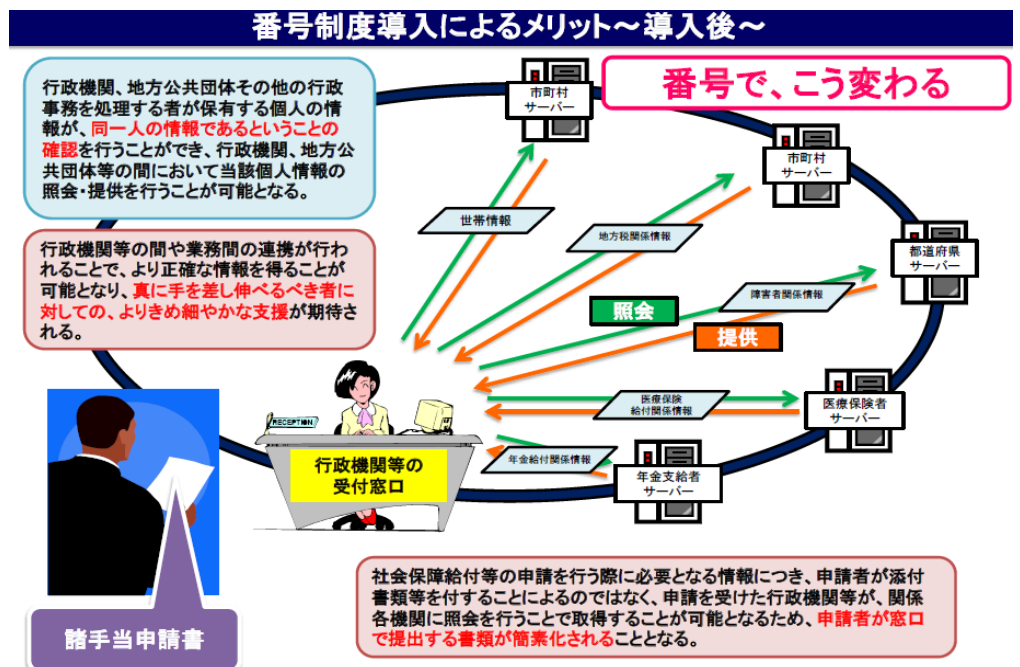 番号制度導入によるメリット～導入後～
番号で、こう変わる
行政機関、地方公共団体その他の行政
事務を処理する者が保有する個人の情
報が、同一人の情報であるということの
確認を行うことができ、行政機関、地方公
共団体等の間において当該個人情報の
照会・提供を行うことが可能となる。
行政機関等の間や業務間の連携が行わ
れることで、より正確な情報を得ることが
可能となり、真に手を差し伸べるべき者に
対しての、よりきめ細やかな支援が期待さ
れる。
市町村
サーバー
市町村
サーバー
都道府県
サーバー
医療保険者
サーバー
年金支給者
サーバー
世帯情報
地方税関係情報
障害者関係情報
照会
提供
医療保険
給付関係情報
年金給付関係情報
RECEPTION
行政機関等の
受付窓口
諸手当申請書
社会保障給付等の申請を行う際に必要となる情報につき、申請者が添付
書類等を付することによるのではなく、申請を受けた行政機関等が、関係
各機関に照会を行うことで取得することが可能となるため、申請者が窓口
で提出する書類が簡素化されることとなる。